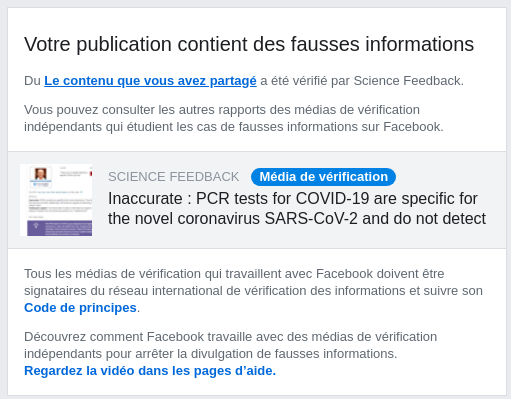 Votre publication contient des fausses informations
Du Le contenu que vous avez partagé a été vérifié par Science Feedback.
Vous pouvez consulter les autres rapports des médias de vérification
indépendants qui étudient les cas de fausses informations sur Facebook.
SCIENCE FEEDBACK Média de vérification
Inaccurate : PCR tests for COVID-19 are specific for
the novel coronavirus SARS-CoV-2 and do not detect
Tous les médias de vérification qui travaillent avec Facebook doivent être
signataires du réseau international de vérification des informations et suivre son
Code de principes.
Découvrez comment Facebook travaille avec des médias de vérification
indépendants pour arrêter la divulgation de fausses informations.
Regardez la vidéo dans les pages d’aide.